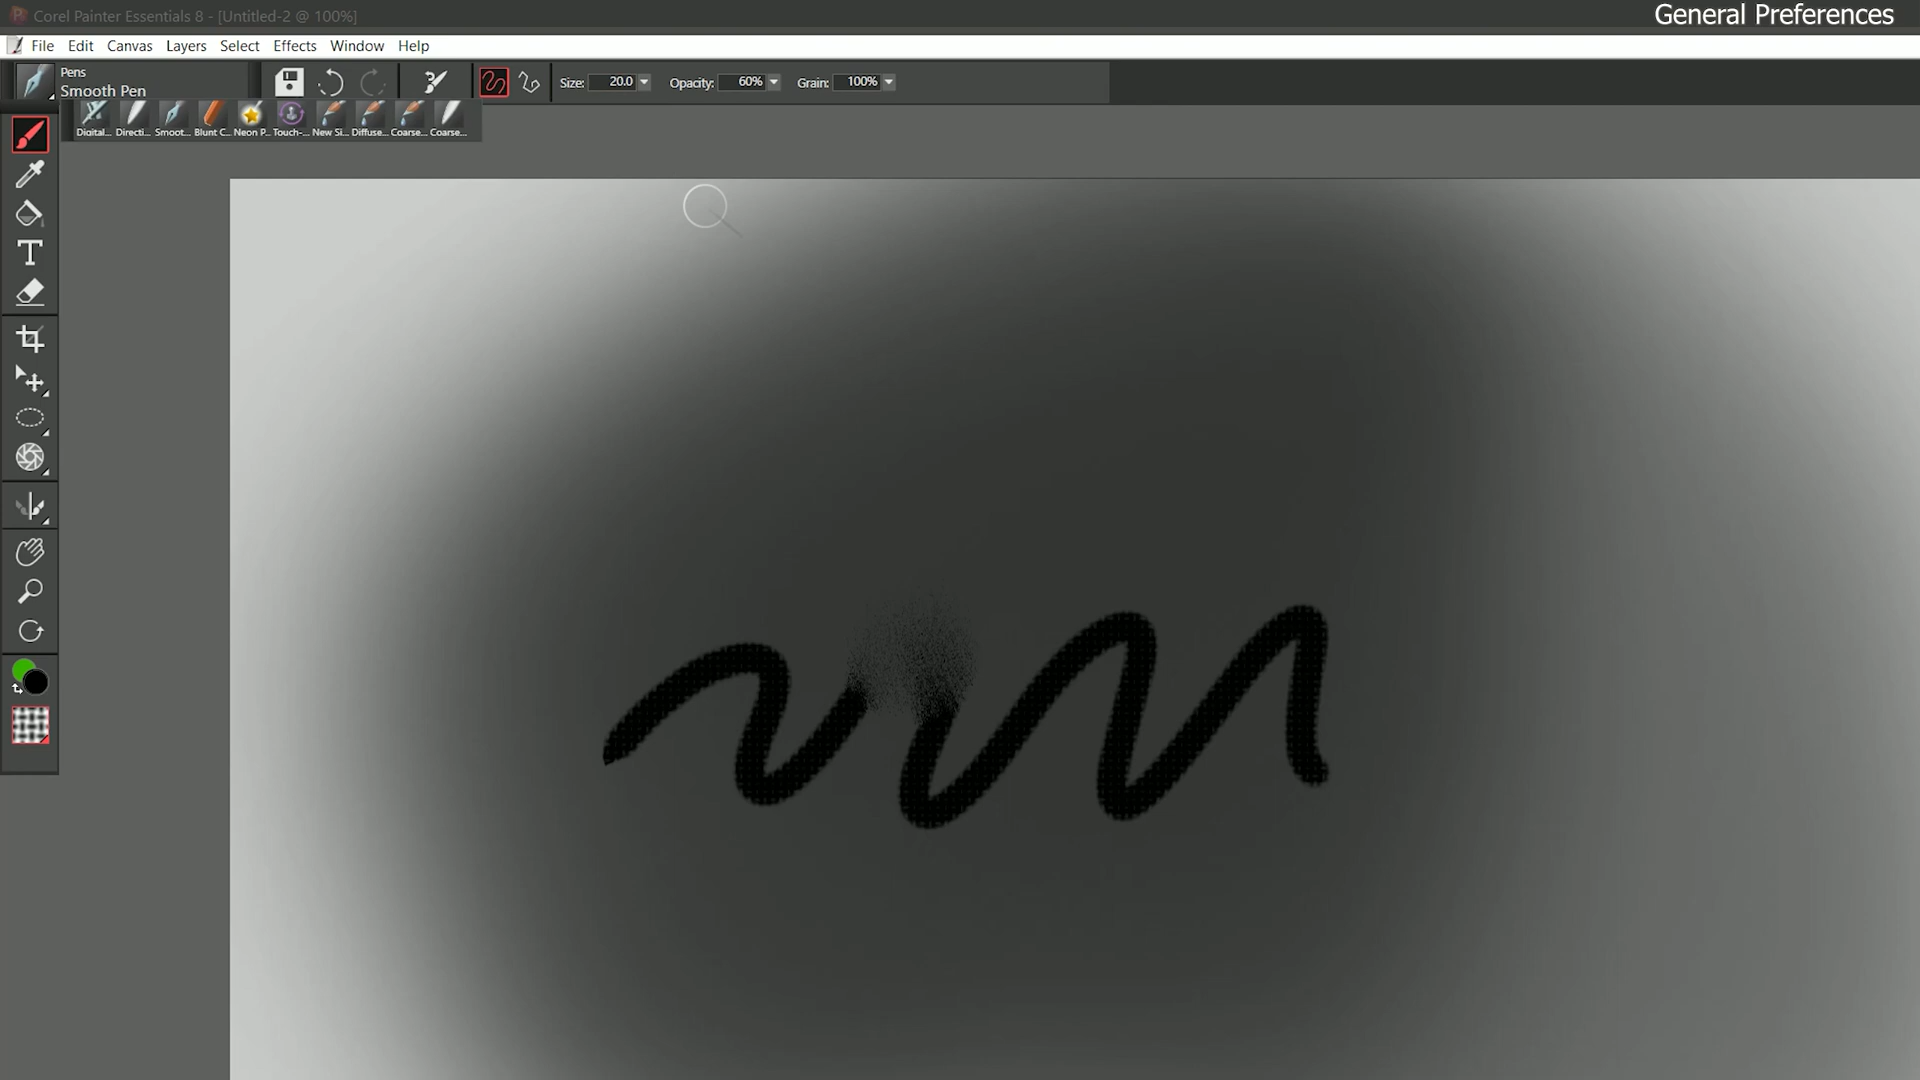 Corel Painter Essentials 8 - [Untitled-2 @ 100%]
General Preferences
File Edit Canvas Layers Select Effects Window Help
Pens
Smooth Pen
Size: 20.0 Opacity: 60% Grain: 100%
Digital... Directi... Smoot... Blunt C... Neon P... Touch-... New Si... Diffuse... Coarse... Coarse...